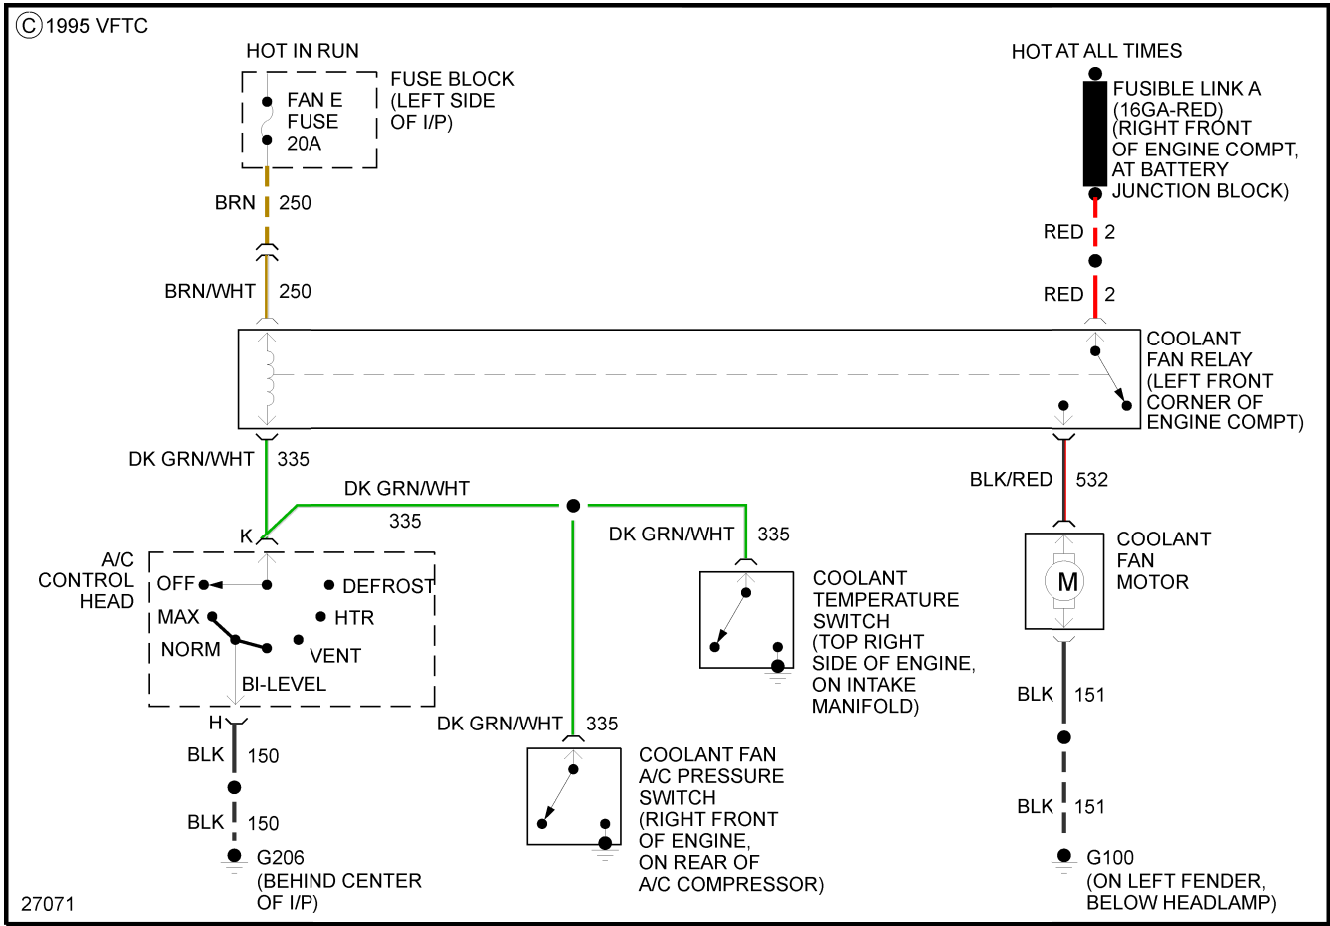 © 1995 VFTC
HOT IN RUN
FAN E
FUSE
20A
FUSE BLOCK
(LEFT SIDE
OF I/P)
HOT AT ALL TIMES
FUSIBLE LINK A
(16GA-RED)
(RIGHT FRONT
OF ENGINE COMPT,
AT BATTERY
JUNCTION BLOCK)
BRN 250
RED 2
BRN/WHT 250
RED 2
COOLANT
FAN RELAY
(LEFT FRONT
CORNER OF
ENGINE COMPT)
DK GRN/WHT 335
DK GRN/WHT
335
DK GRN/WHT 335
BLK/RED 532
K
A/C
CONTROL
HEAD
OFF
MAX
NORM
BI-LEVEL
VENT
HTR
DEFROST
H
COOLANT
TEMPERATURE
SWITCH
(TOP RIGHT
SIDE OF ENGINE,
ON INTAKE
MANIFOLD)
M
COOLANT
FAN
MOTOR
BLK 151
DK GRN/WHT 335
BLK 150
BLK 150
G206
(BEHIND CENTER
OF I/P)
COOLANT FAN
A/C PRESSURE
SWITCH
(RIGHT FRONT
OF ENGINE,
ON REAR OF
A/C COMPRESSOR)
BLK 151
G100
(ON LEFT FENDER,
BELOW HEADLAMP)
27071